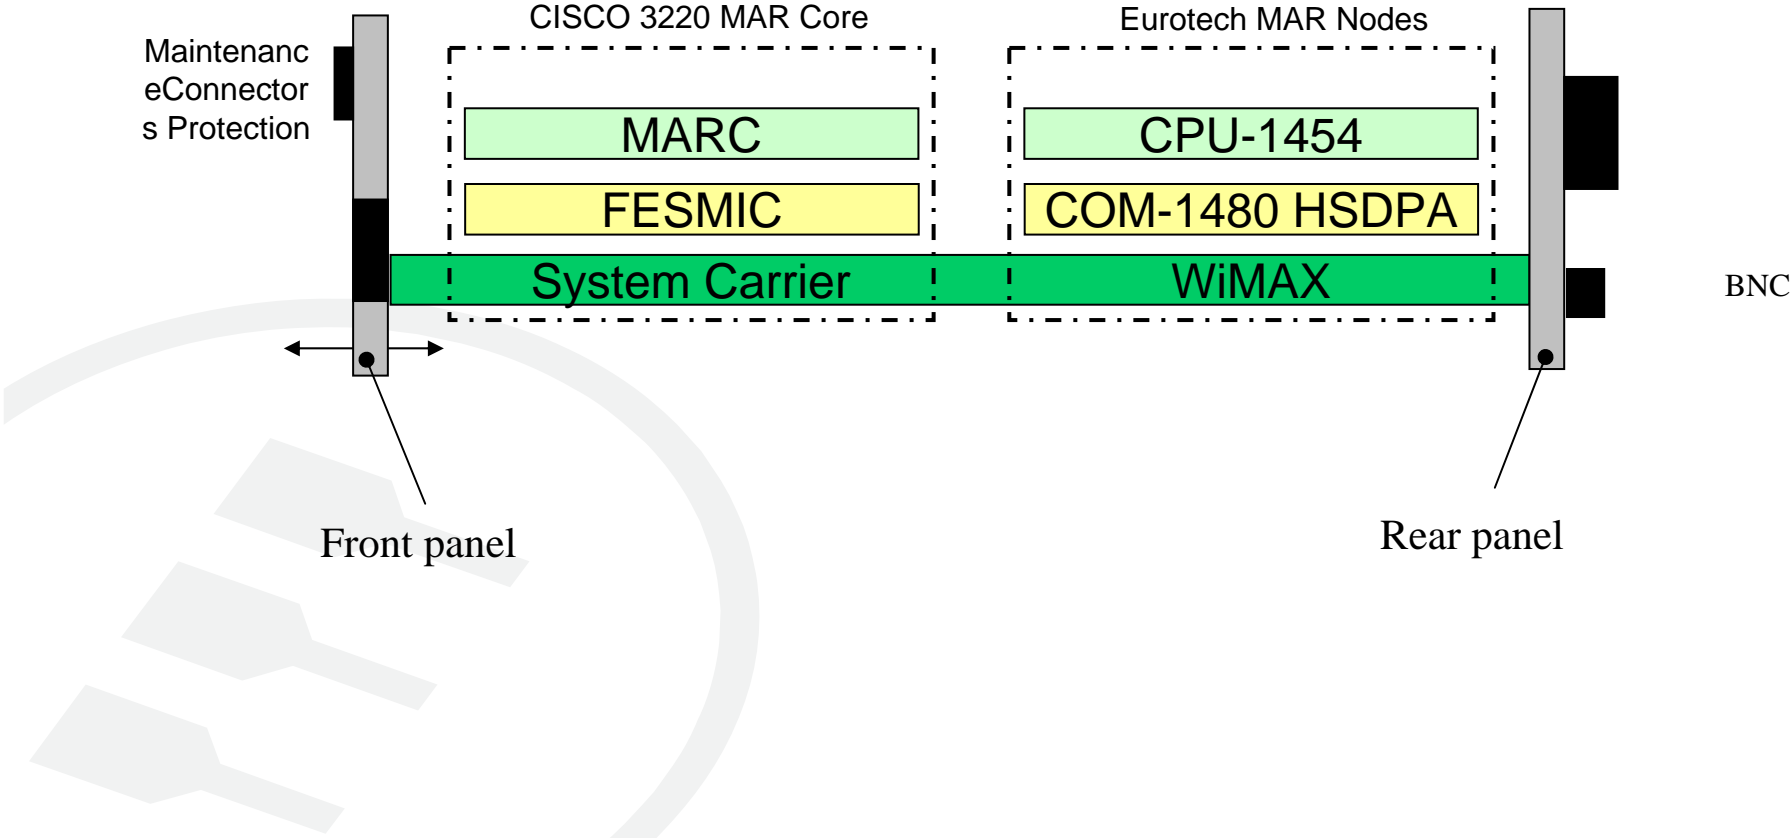 CISCO 3220 MAR Core
Eurotech MAR Nodes
Maintenanc
eConnector
s Protection
MARC
CPU-1454
FESMIC
COM-1480 HSDPA
System Carrier
WiMAX
BNC
Front panel
Rear panel